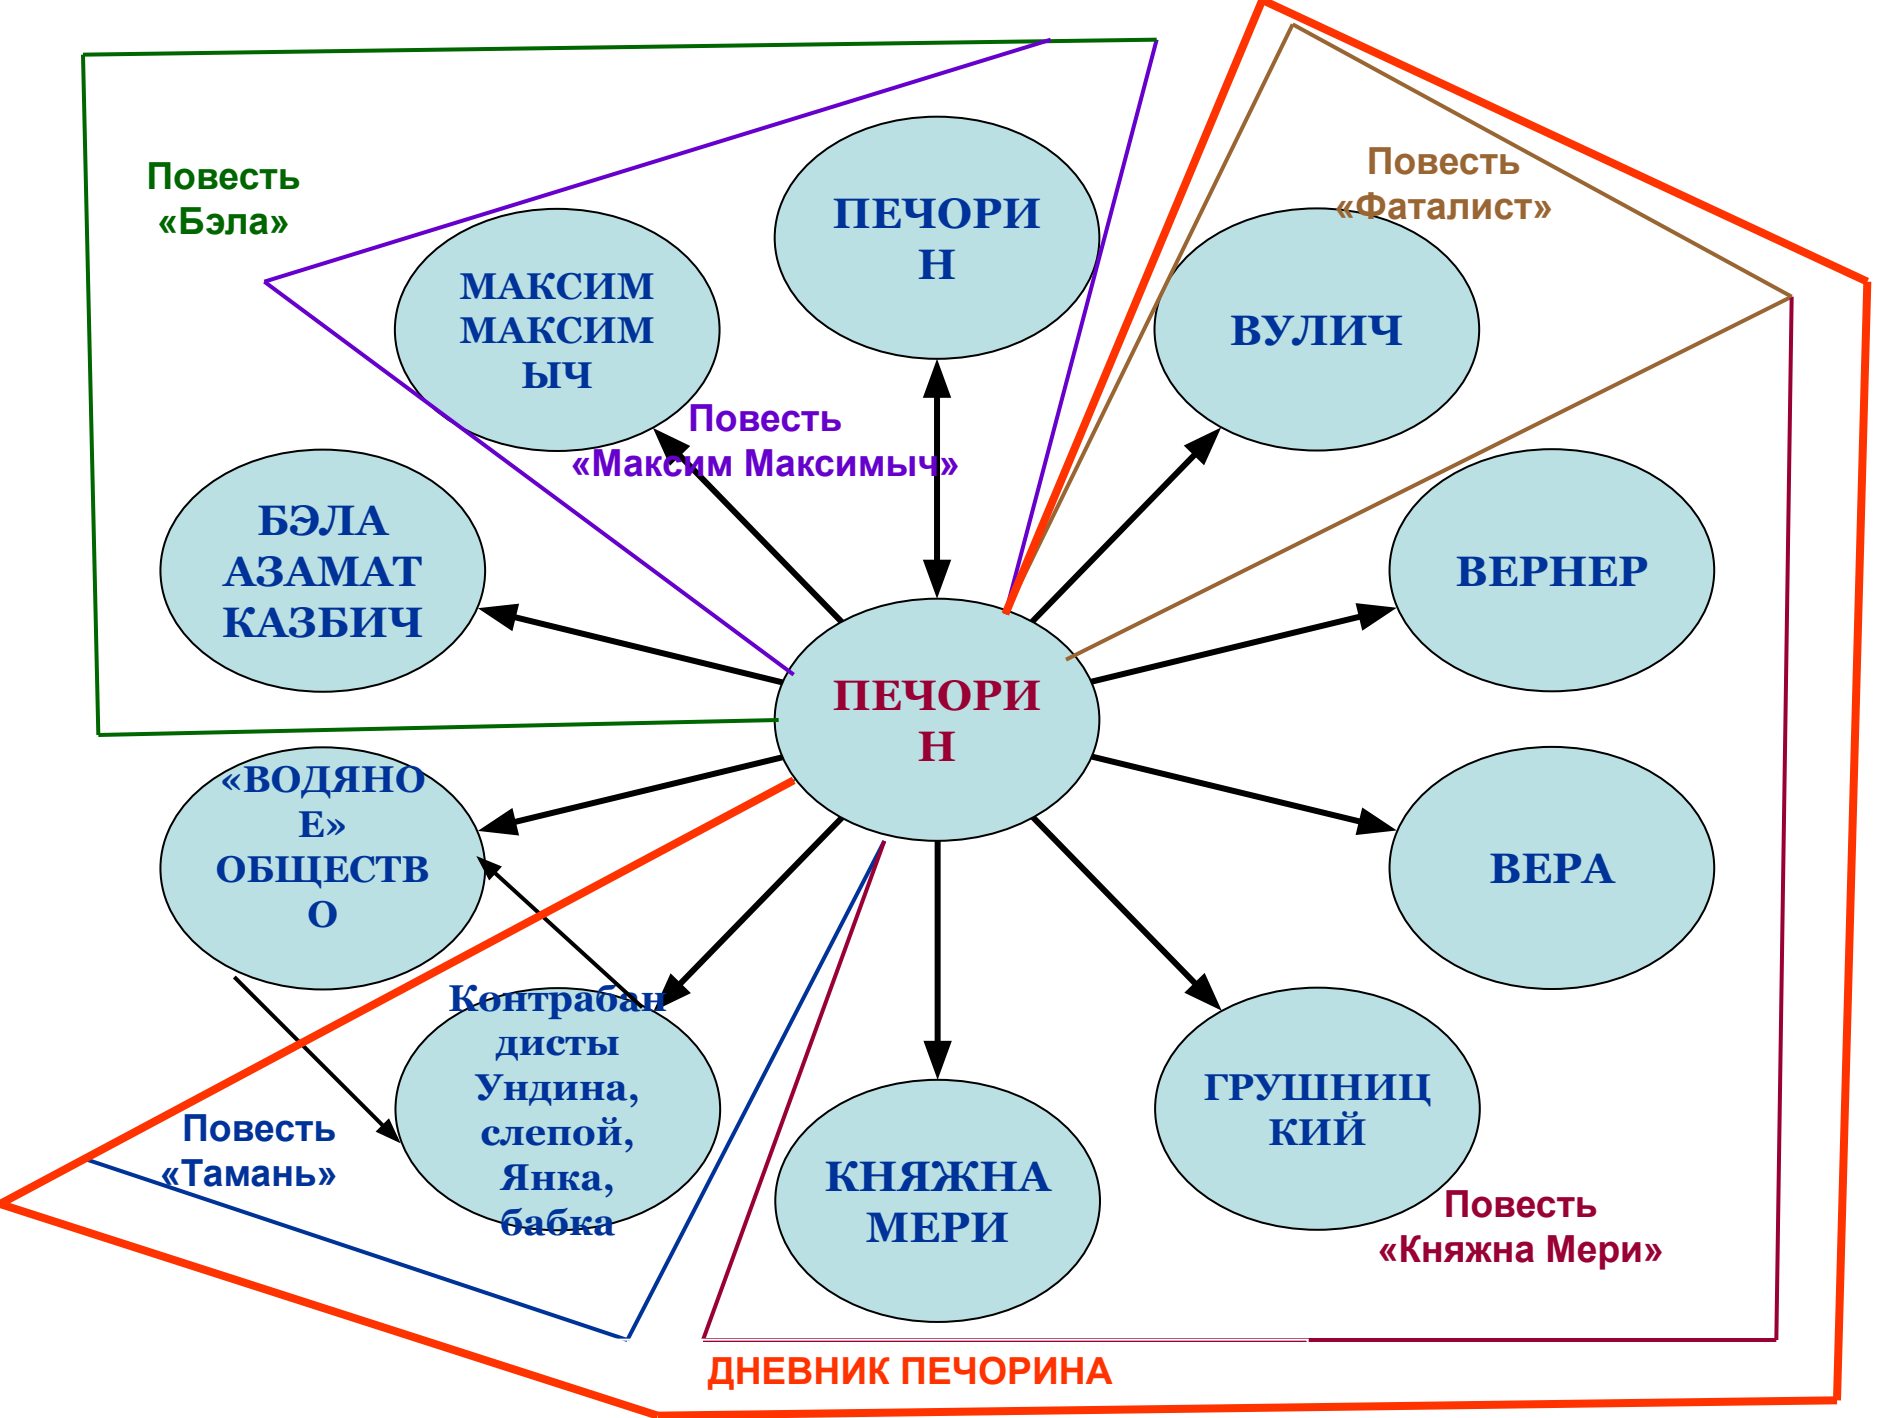 Повесть
«Бэла»
ПЕЧОРИ
Н
Повесть
«Фаталист»
МАКСИМ
МАКСИМ
ЫЧ
ВУЛИЧ
Повесть
«Максим Максимыч»
БЭЛА
АЗАМАТ
КАЗБИЧ
ВЕРНЕР
ПЕЧОРИ
Н
«ВОДЯНО
Е»
ОБЩЕСТВ
О
ВЕРА
Контрабан
дисты
Ундина,
слепой,
Янка,
бабка
ГРУШНИЦ
КИЙ
Повесть
«Тамань»
КНЯЖНА
МЕРИ
Повесть
«Княжна Мери»
ДНЕВНИК ПЕЧОРИНА